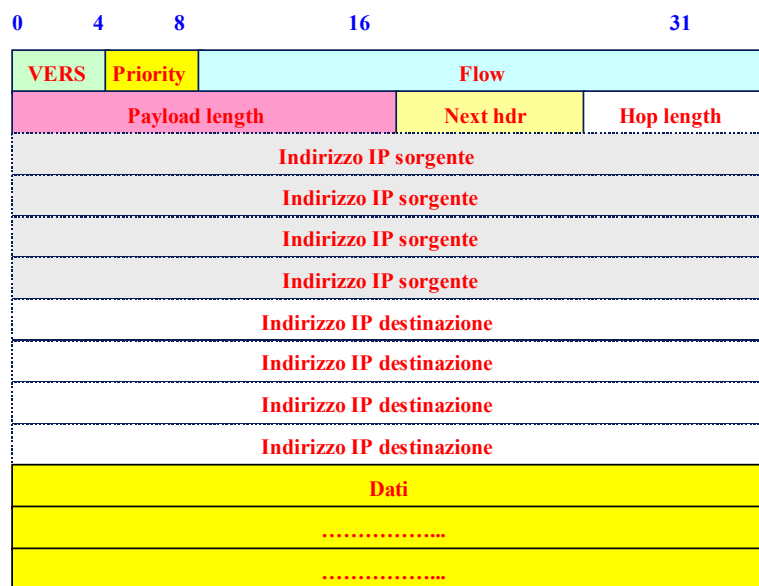 0 4 8 16 31
VERS Priority Flow
Payload length Next hdr Hop length
Indirizzo IP sorgente
Indirizzo IP sorgente
Indirizzo IP sorgente
Indirizzo IP sorgente
Indirizzo IP destinazione
Indirizzo IP destinazione
Indirizzo IP destinazione
Indirizzo IP destinazione
Dati
……………...
……………...